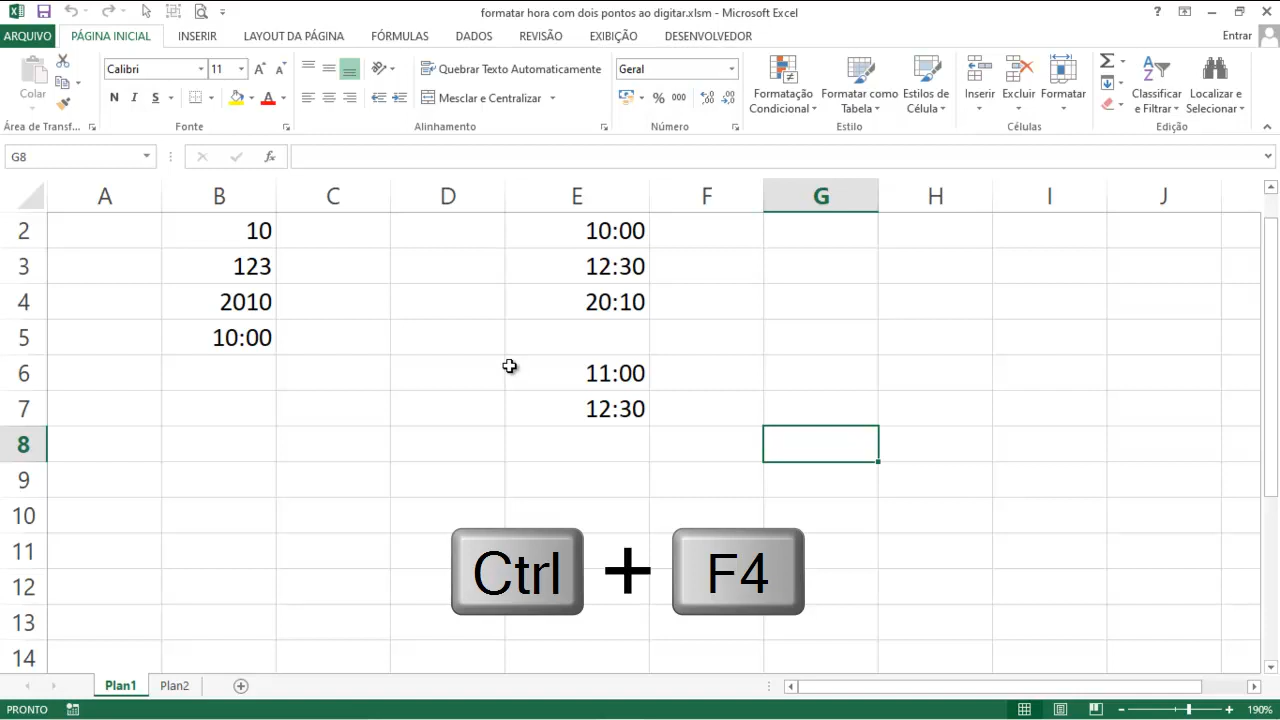 formatar hora com dois pontos ao digitar.xlsm - Microsoft Excel
?
ARQUIVO PÁGINA INICIAL INSERIR LAYOUT DA PÁGINA FÓRMULAS DADOS REVISÃO EXIBIÇÃO DESENVOLVEDOR Entrar
Colar
Calibri 11
N I S
Quebrar Texto Automaticamente
Mesclar e Centralizar
Geral
% 000
Formatação Condicional
Formatar como Tabela
Estilos de Célula
Inserir Excluir Formatar
Classificar e Filtrar
Localizar e Selecionar
Área de Transf... Fonte Alinhamento Número Estilo Células Edição
G8 fx
A B C D E F G H I J
2 10 10:00
3 123 12:30
4 2010 20:10
5 10:00
6 11:00
7 12:30
8
9
10
11
12
13
14
Ctrl + F4
Plan1 Plan2
PRONTO 190%